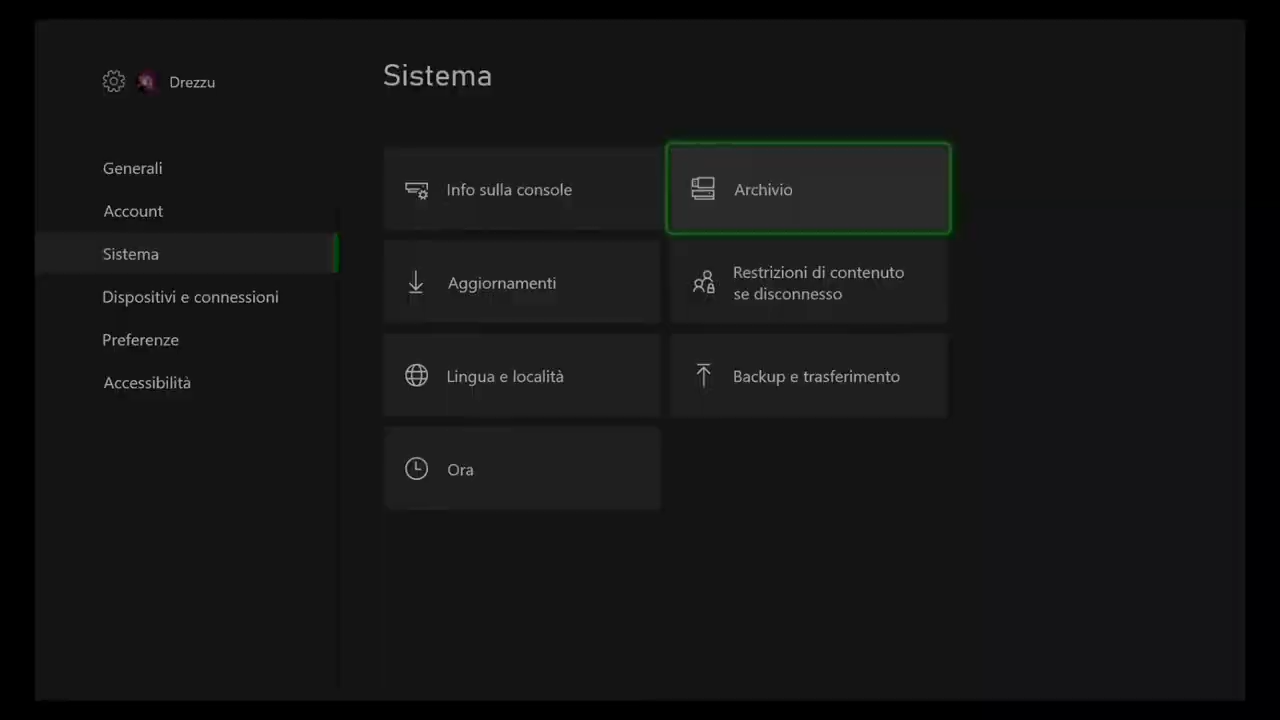 Drezzu
Sistema
Generali
Account
Sistema
Dispositivi e connessioni
Preferenze
Accessibilità
Info sulla console
Archivio
Aggiornamenti
Restrizioni di contenuto
se disconnesso
Lingua e località
Backup e trasferimento
Ora